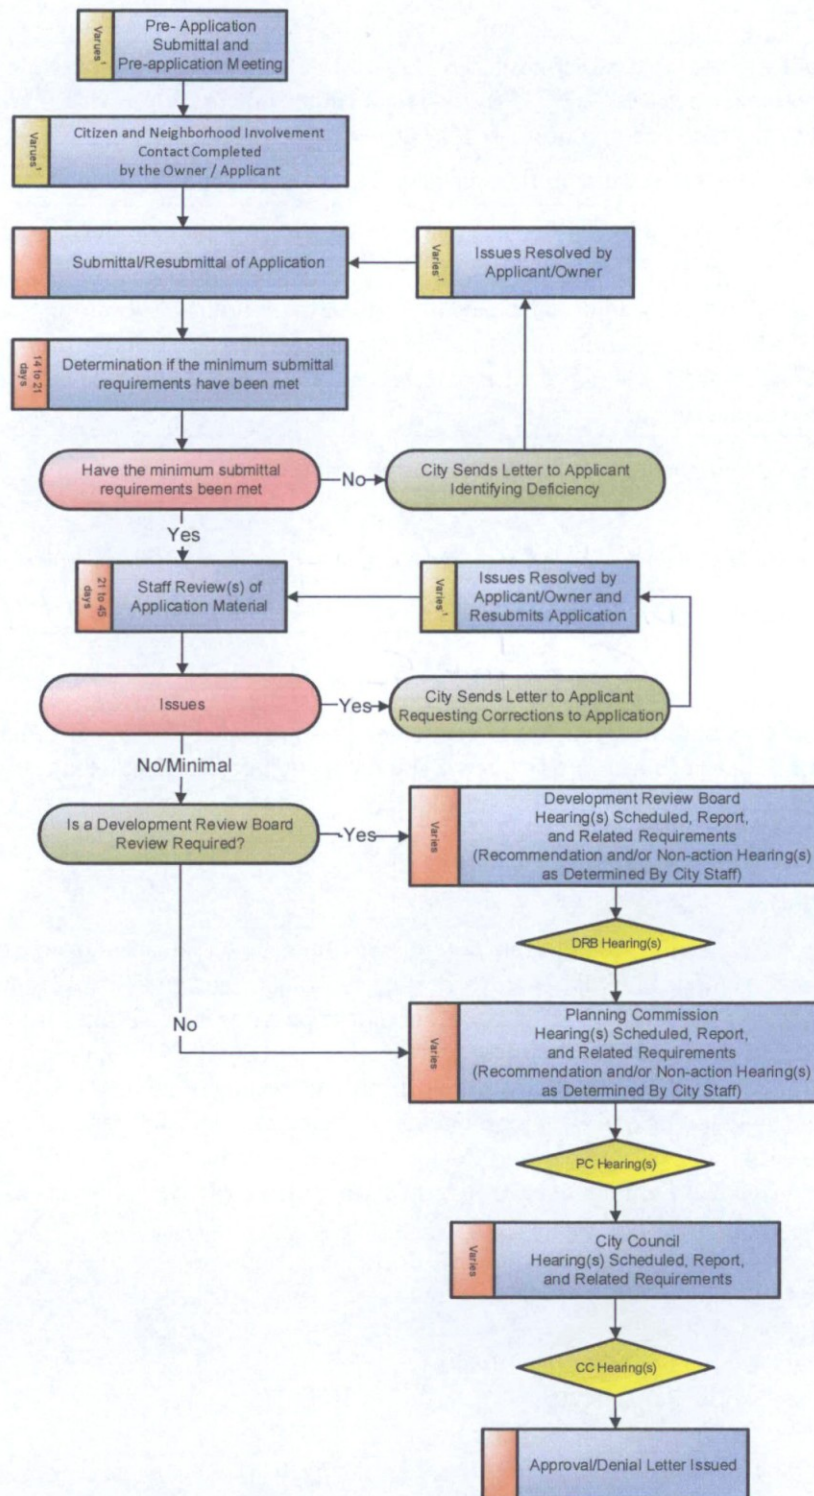 Varues¹
Pre- Application
Submittal and
Pre-application Meeting
Varues¹
Citizen and Neighborhood Involvement
Contact Completed
by the Owner / Applicant
Submittal/Resubmittal of Application
Varies¹
Issues Resolved by
Applicant/Owner
14 to 21
days
Determination if the minimum submittal
requirements have been met
Have the minimum submittal
requirements been met
No
City Sends Letter to Applicant
Identifying Deficiency
Yes
21 to 45
days
Staff Review(s) of
Application Material
Varies¹
Issues Resolved by
Applicant/Owner and
Resubmits Application
Issues
Yes
City Sends Letter to Applicant
Requesting Corrections to Application
No/Minimal
Is a Development Review Board
Review Required?
Yes
Varies
Development Review Board
Hearing(s) Scheduled, Report,
and Related Requirements
(Recommendation and/or Non-action Hearing(s)
as Determined By City Staff)
DRB Hearing(s)
No
Varies
Planning Commission
Hearing(s) Scheduled, Report,
and Related Requirements
(Recommendation and/or Non-action Hearing(s)
as Determined By City Staff)
PC Hearing(s)
Varies
City Council
Hearing(s) Scheduled, Report,
and Related Requirements
CC Hearing(s)
Approval/Denial Letter Issued